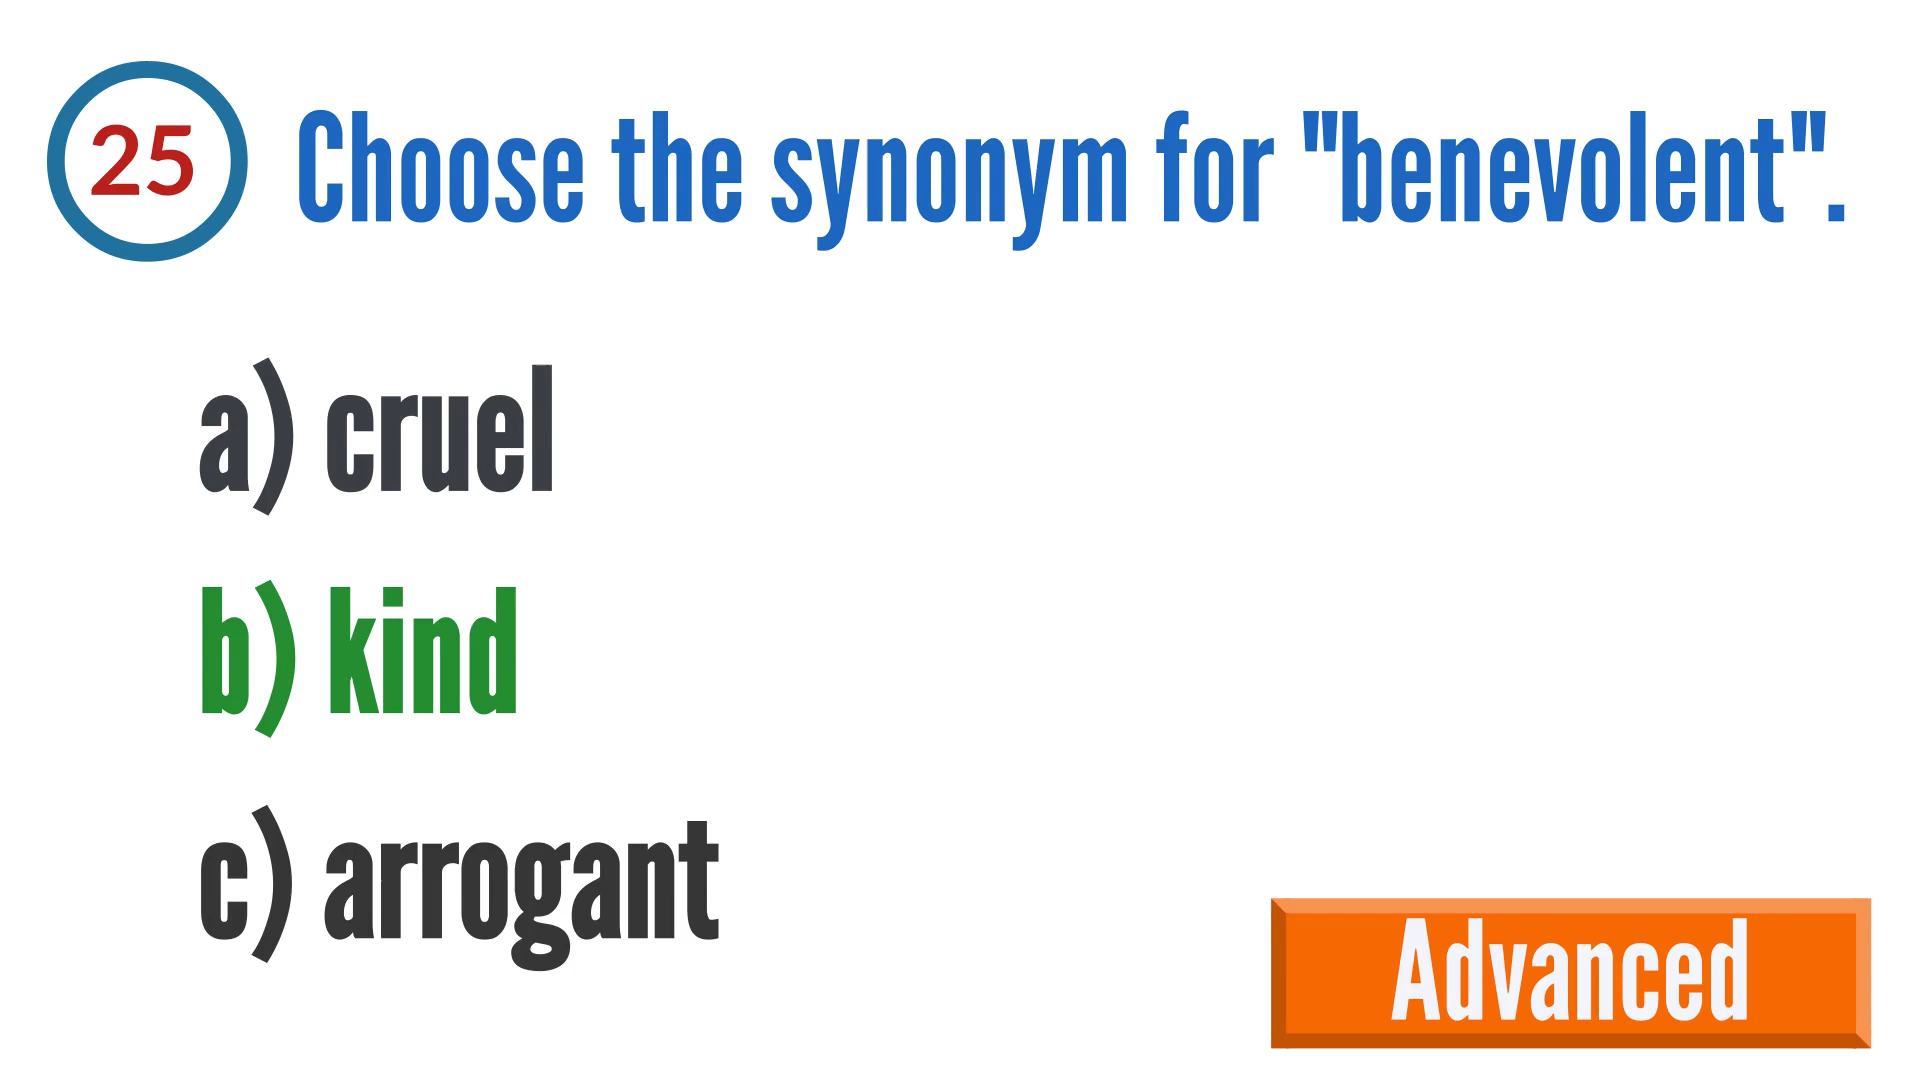 25 Choose the synonym for "benevolent".
a) cruel
b) kind
c) arrogant
Advanced